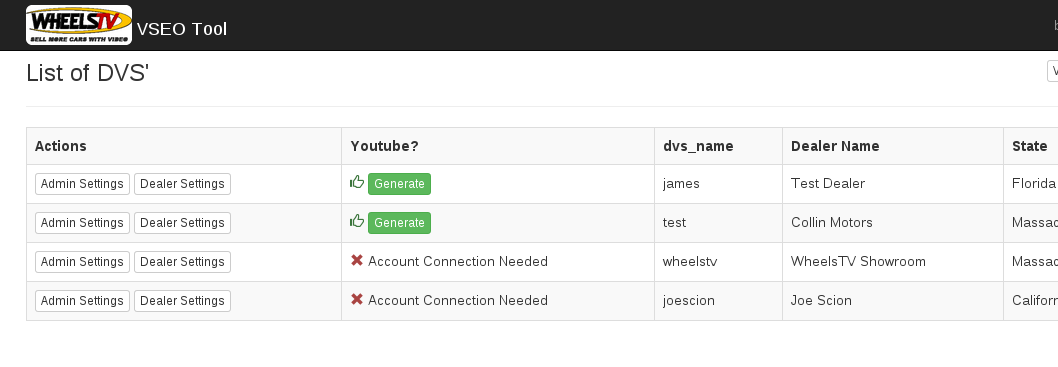 WHEELSTV
SELL MORE CARS WITH VIDEO
VSEO Tool
List of DVS'
Actions Youtube? dvs_name Dealer Name State
Admin Settings Dealer Settings Generate james Test Dealer Florida
Admin Settings Dealer Settings Generate test Collin Motors Massac
Admin Settings Dealer Settings Account Connection Needed wheelstv WheelsTV Showroom Massac
Admin Settings Dealer Settings Account Connection Needed joescion Joe Scion Californ